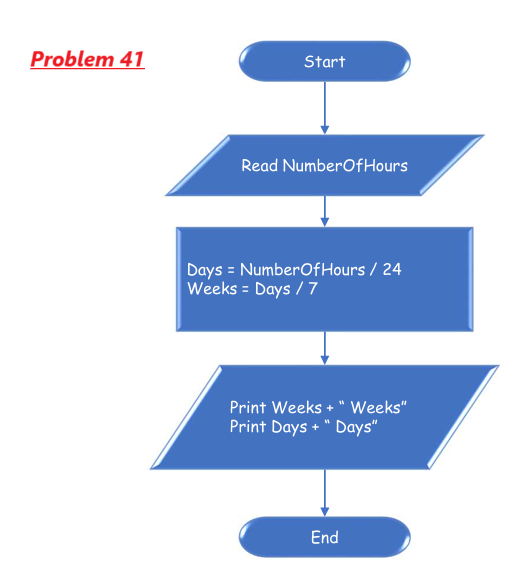 Problem 41
Start
Read NumberOfHours
Days = NumberOfHours / 24
Weeks = Days / 7
Print Weeks + “ Weeks”
Print Days + “ Days”
End